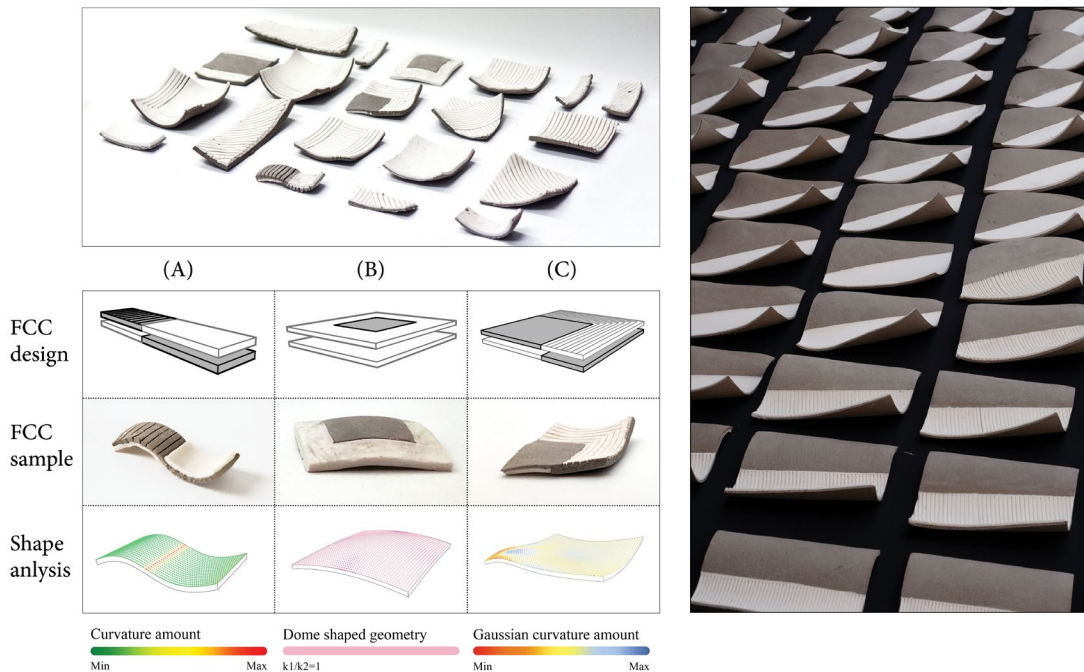 (A) (B) (C)
FCC
design
FCC
sample
Shape
anlysis
Curvature amount
Min Max
Dome shaped geometry
k1/k2=1
Gaussian curvature amount
Min Max